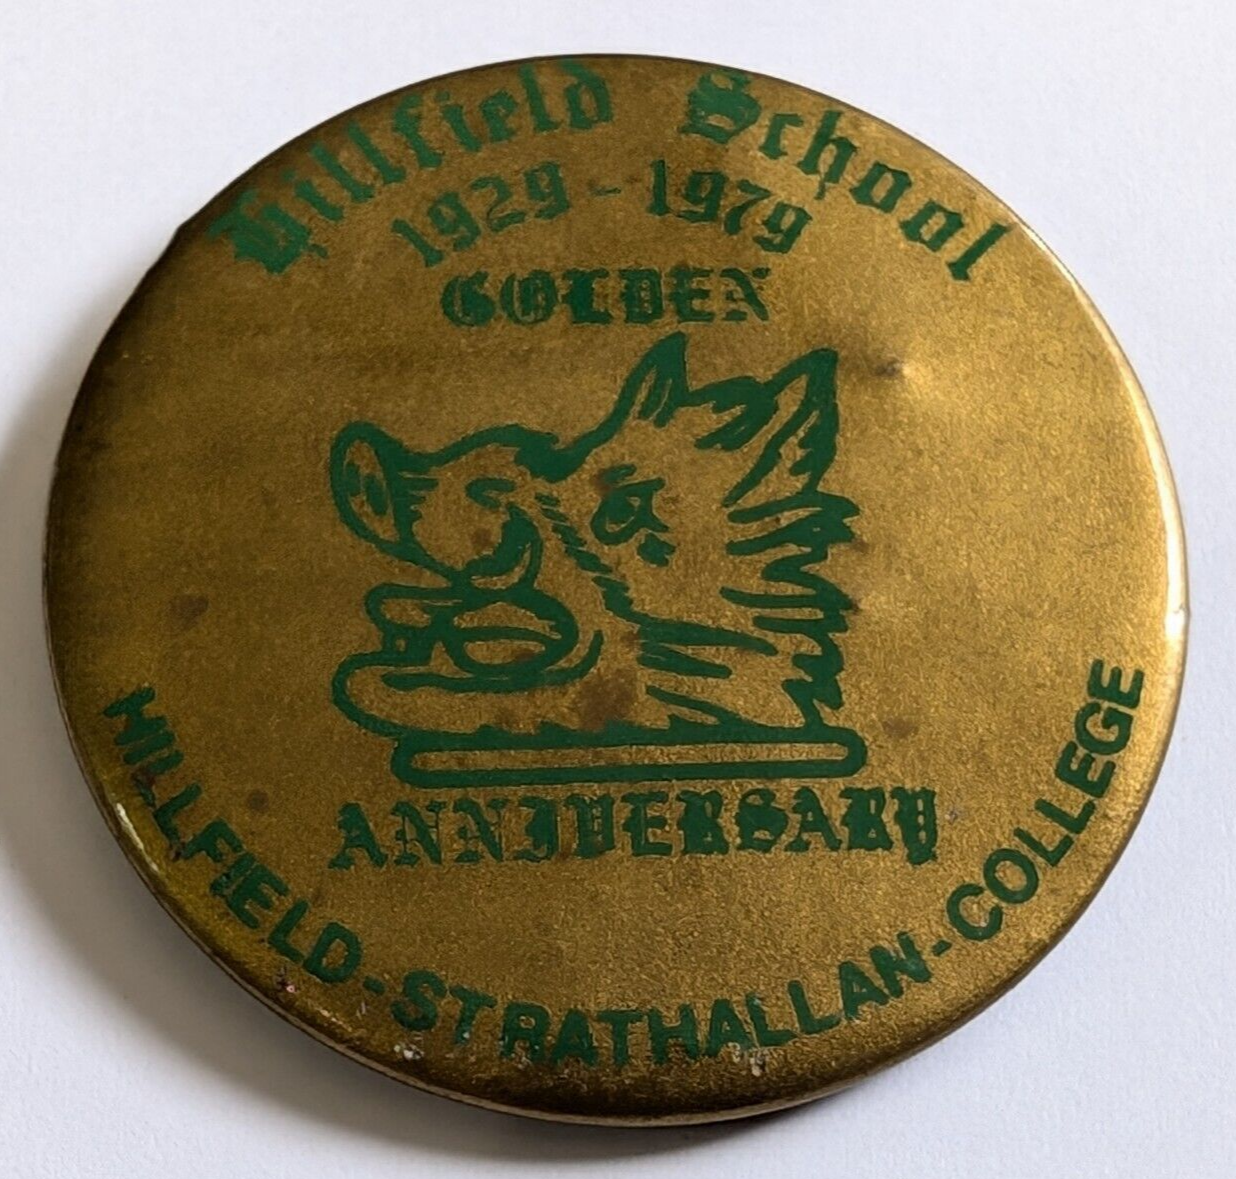 Hillfield School
1929 - 1979
GOLDEN
ANNIVERSARY
HILLFIELD-STRATHALLAN-COLLEGE